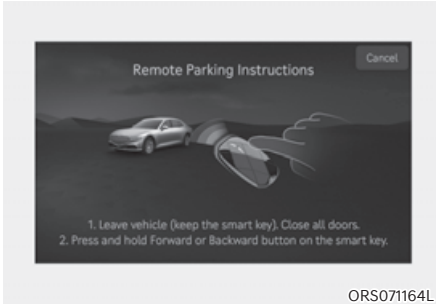 Cancel
Remote Parking Instructions
1. Leave vehicle (keep the smart key). Close all doors.
2. Press and hold Forward or Backward button on the smart key.
ORS071164L